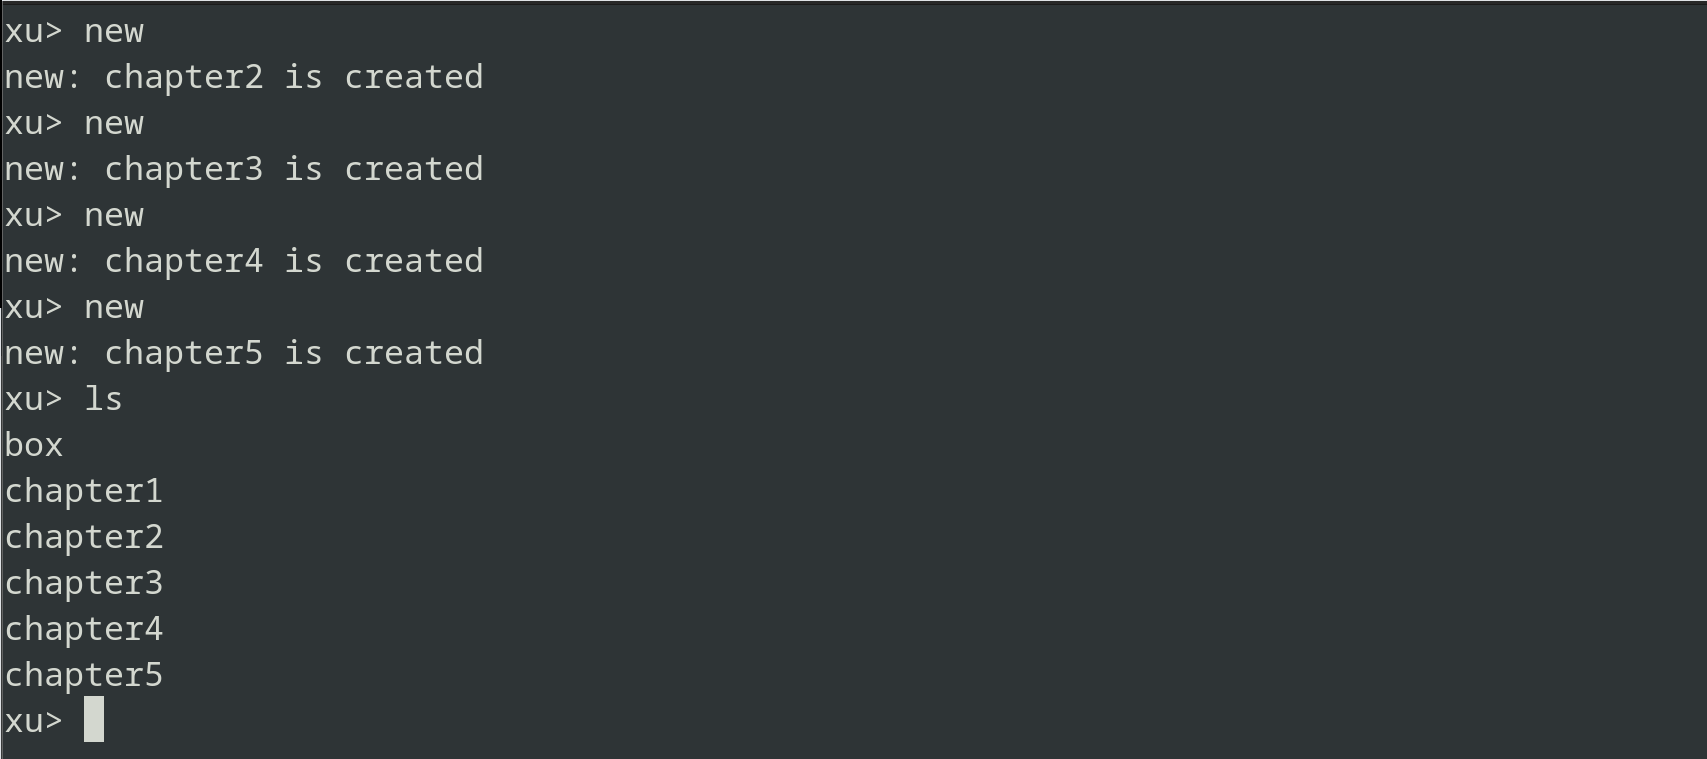 xu> new
new: chapter2 is created
xu> new
new: chapter3 is created
xu> new
new: chapter4 is created
xu> new
new: chapter5 is created
xu> ls
box
chapter1
chapter2
chapter3
chapter4
chapter5
xu>